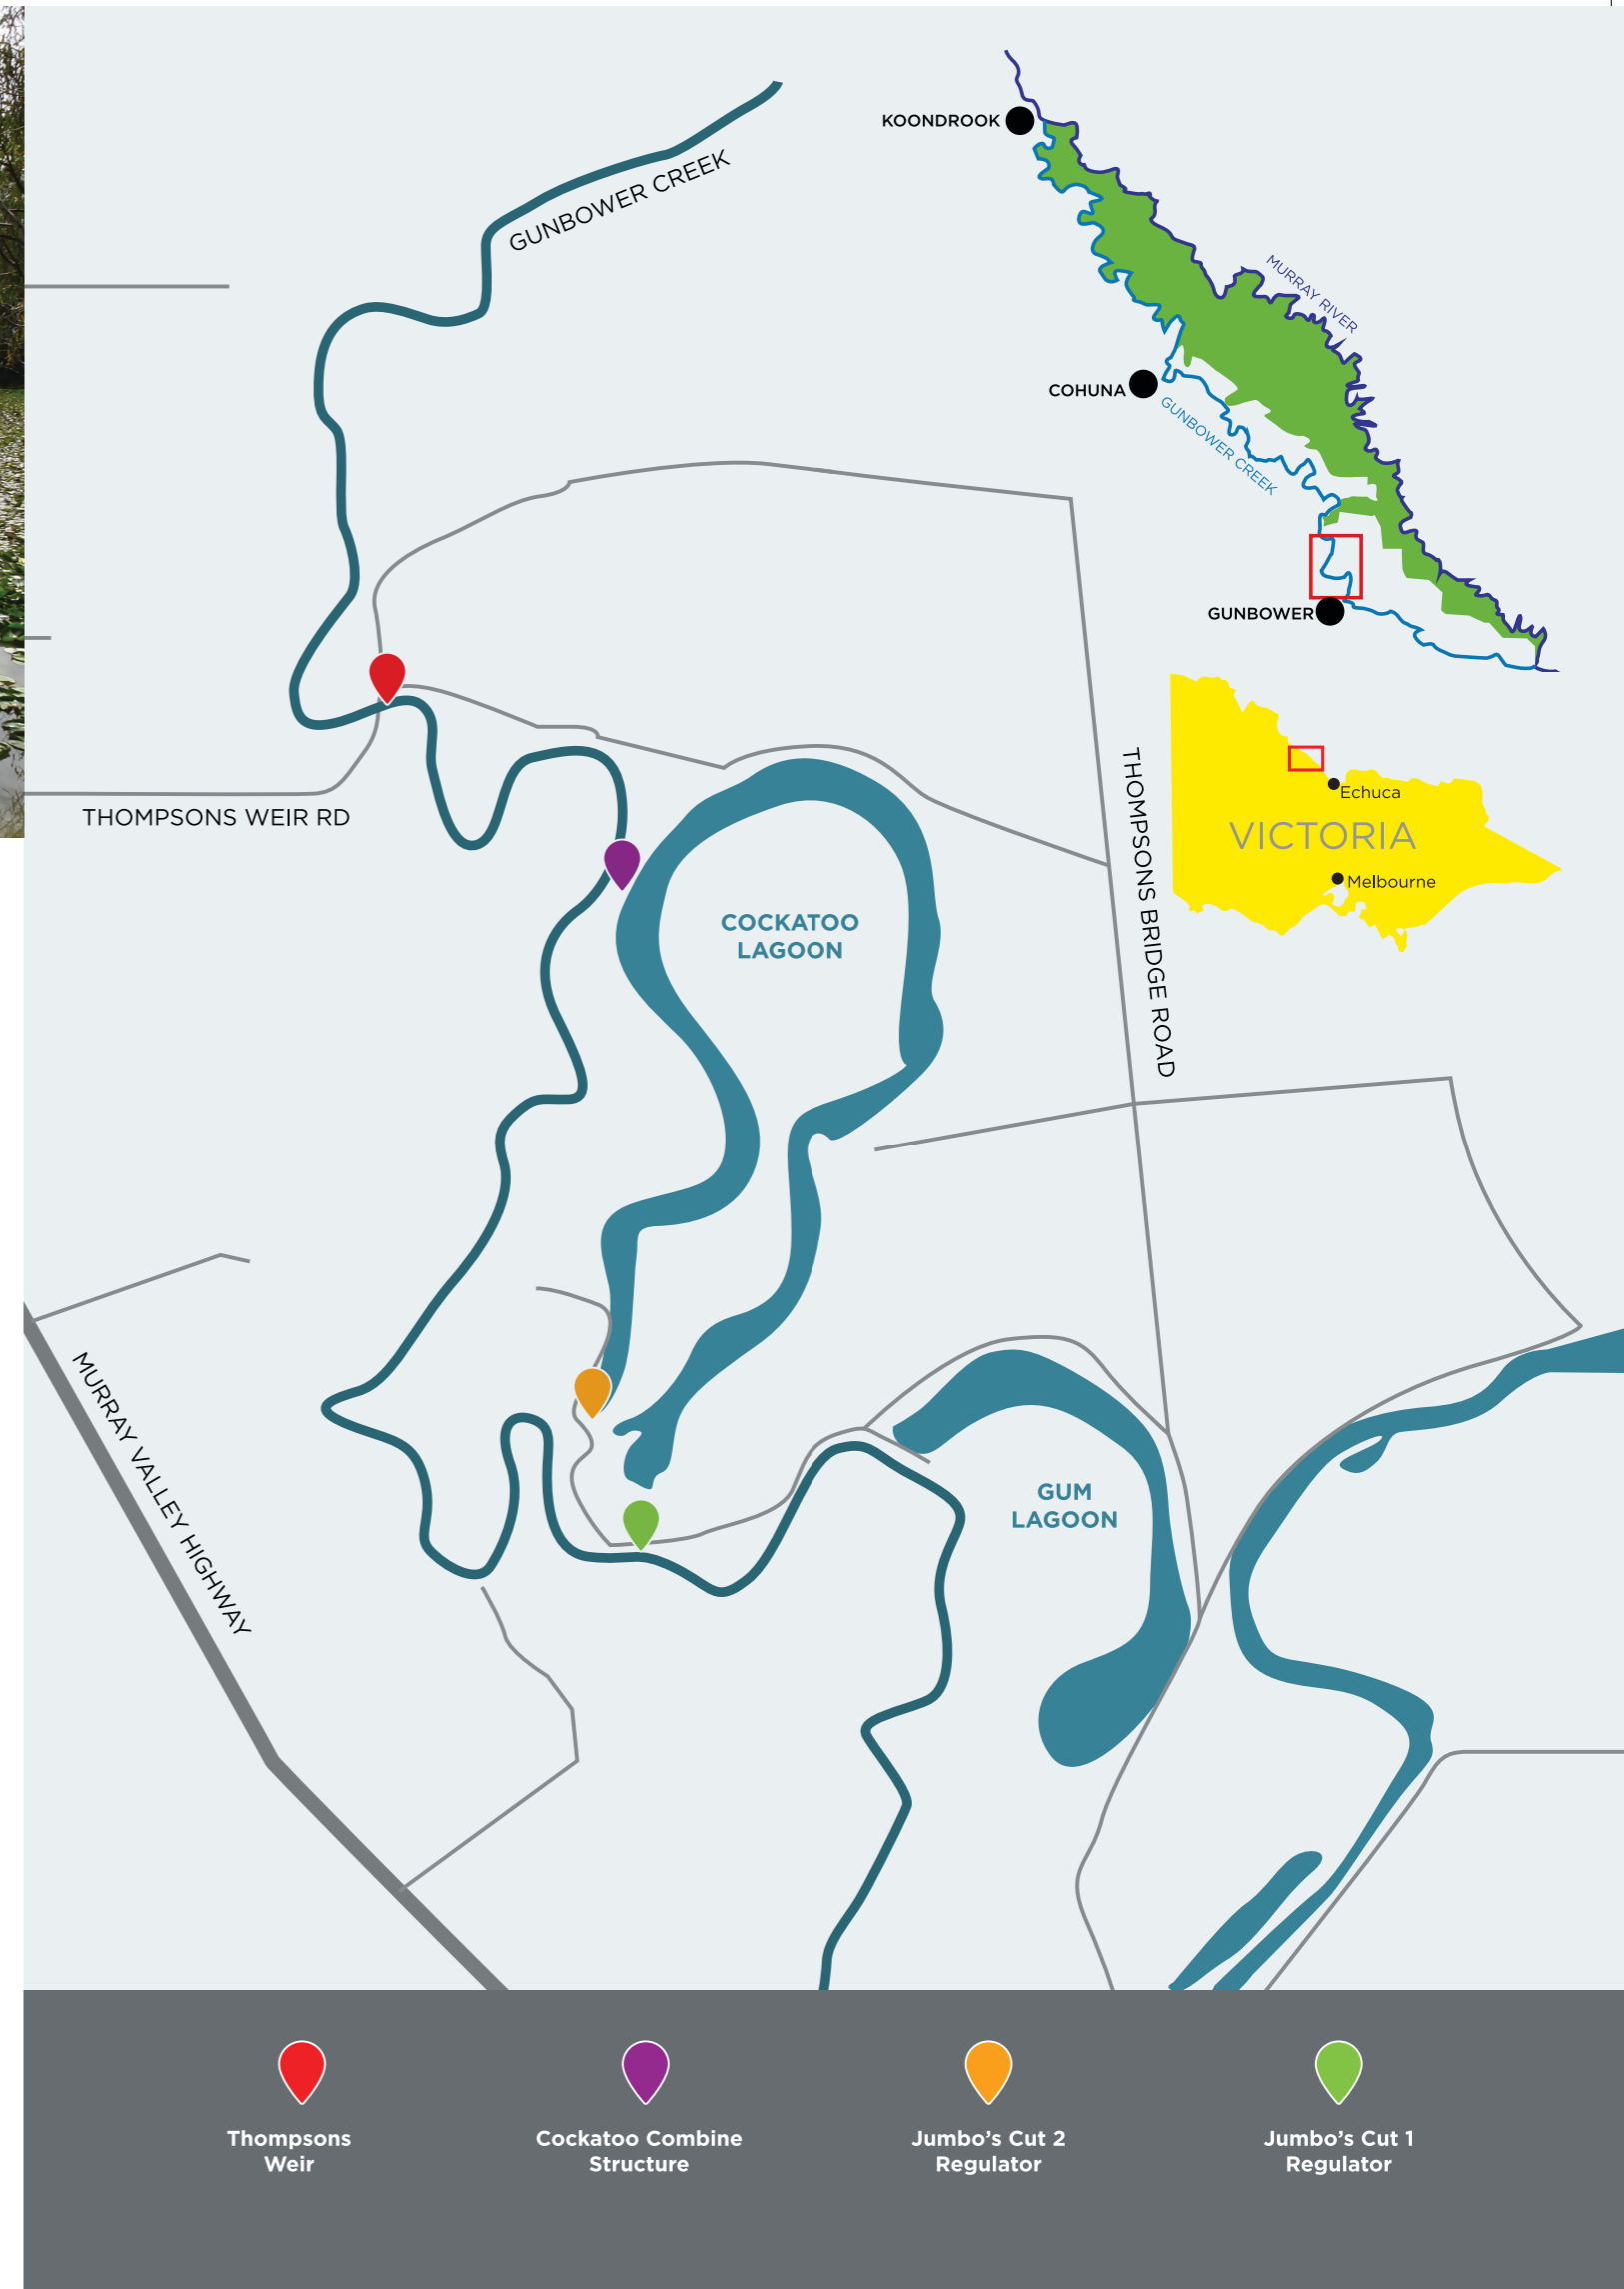 GUNBOWER CREEK
KOONDROOK
MURRAY RIVER
COHUNA
GUNBOWER CREEK
GUNBOWER
Echuca
VICTORIA
Melbourne
THOMPSONS WEIR RD
THOMPSONS BRIDGE ROAD
COCKATOO
LAGOON
MURRAY VALLEY HIGHWAY
GUM
LAGOON
Thompsons
Weir
Cockatoo Combine
Structure
Jumbo’s Cut 2
Regulator
Jumbo’s Cut 1
Regulator